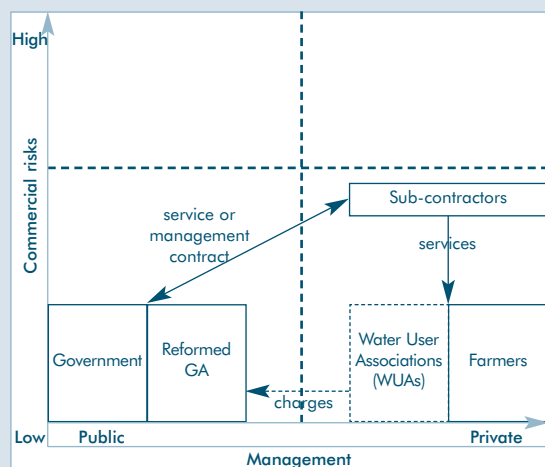 High
Commercial risks
Sub-contractors
service or
management
contract
services
Government
Reformed
GA
Water User
Associations
(WUAs)
Farmers
charges
Low
Public
Private
Management